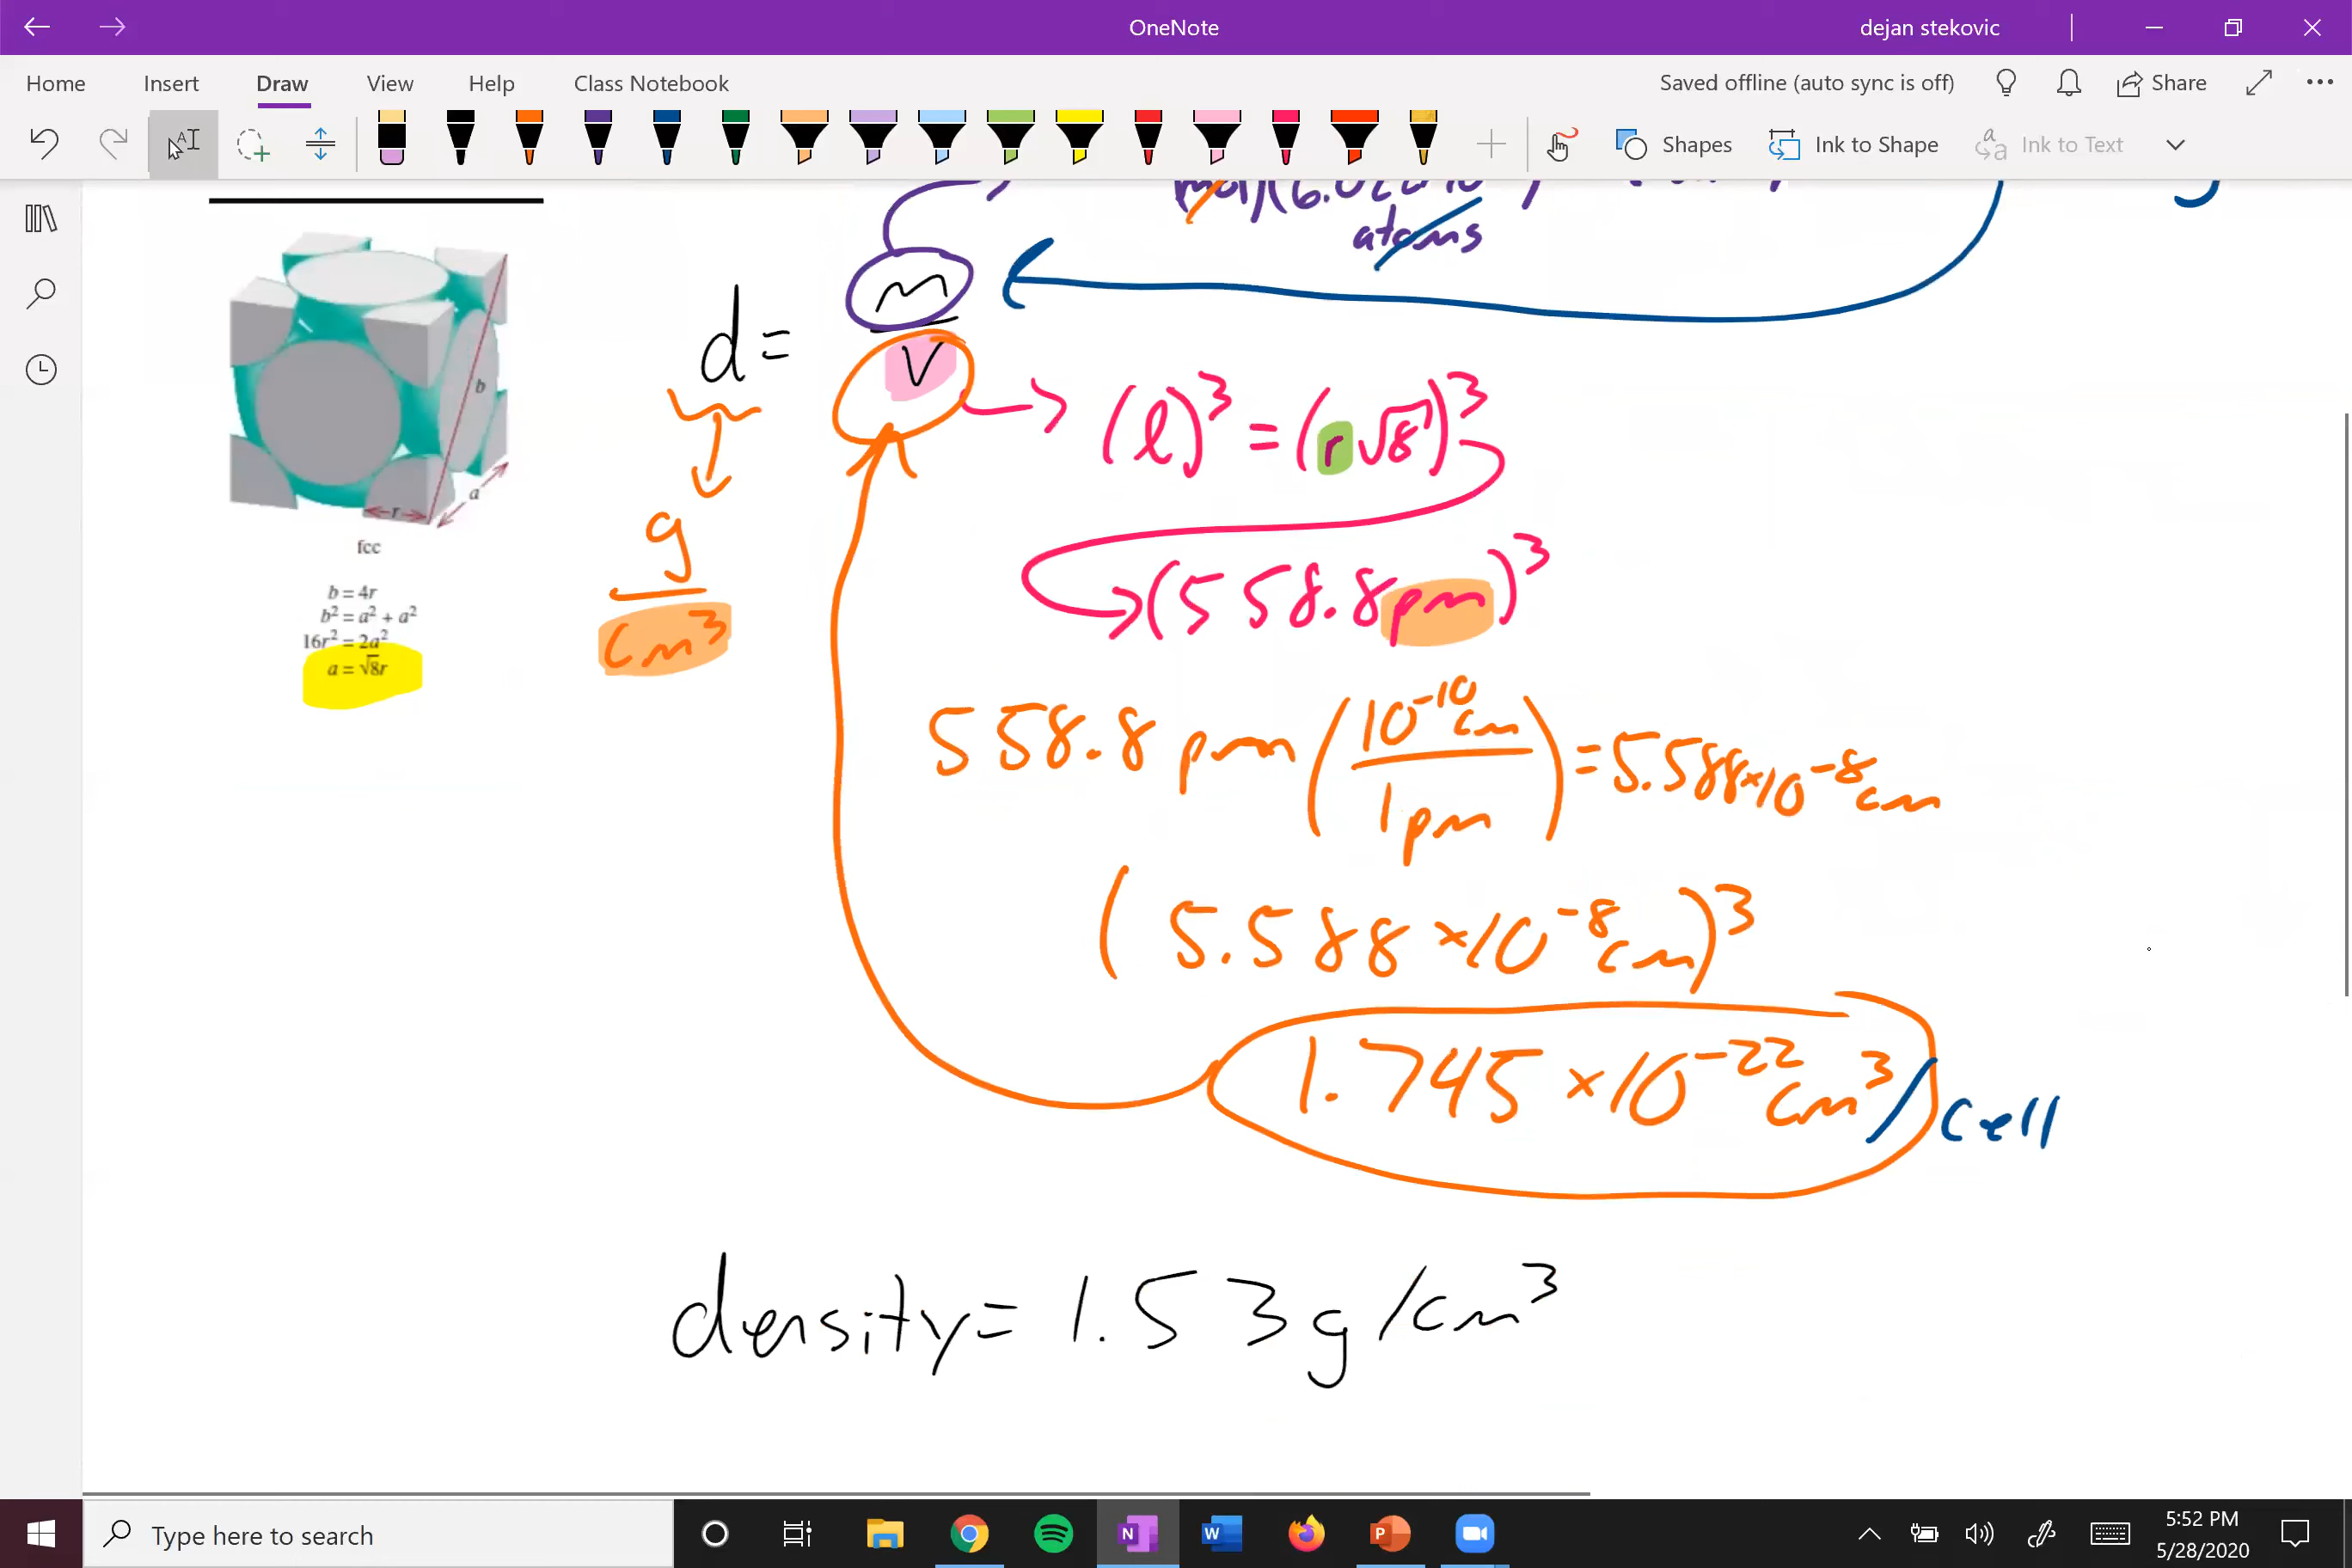 OneNote
dejan stekovic
Home Insert Draw View Help Class Notebook
Saved offline (auto sync is off)
Share
Shapes
Ink to Shape
Ink to Text
atoms
d = m
V
(l)³ = (r√8)³
b
a
r
fcc
b = 4r
b² = a² + a²
16r² = 2a²
a = √8r
g
cm³
(558.8pm)³
558.8 pm (10⁻¹⁰cm / 1pm) = 5.588×10⁻⁸cm
(5.588 ×10⁻⁸cm)³
1.745 ×10⁻²²cm³/cell
density = 1.53g/cm³
Type here to search
5:52 PM
5/28/2020